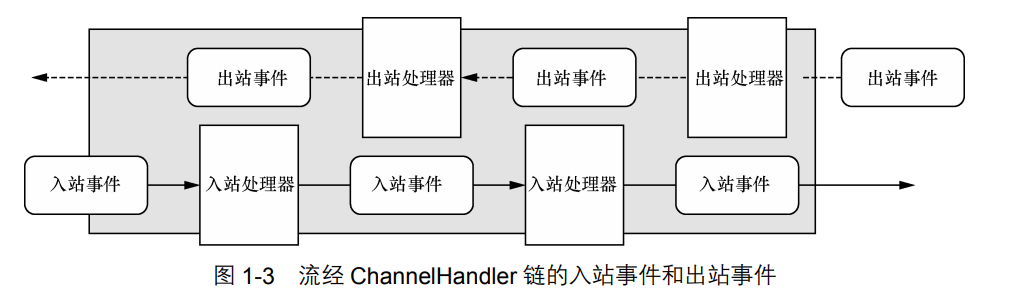 出站事件
出站处理器
出站事件
出站处理器
出站事件
入站事件
入站处理器
入站事件
入站处理器
入站事件
图 1-3 流经 ChannelHandler 链的入站事件和出站事件